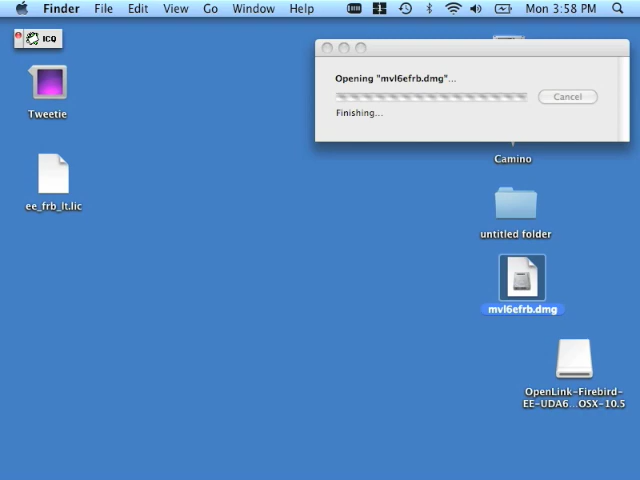 Finder File Edit View Go Window Help Mon 3:58 PM
ICQ
Opening "mvl6efrb.dmg"...
Cancel
Finishing...
Tweetie
Camino
ee_frb_lt.lic
untitled folder
mvl6efrb.dmg
OpenLink-Firebird-
EE-UDA6...OSX-10.5